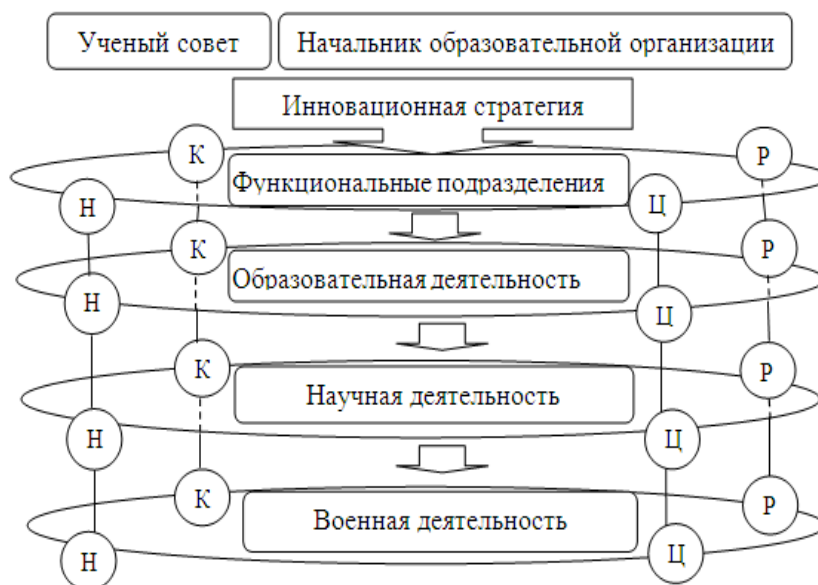 Ученый совет
Начальник образовательной организации
Инновационная стратегия
К
Р
Функциональные подразделения
Н
Ц
К
Р
Образовательная деятельность
Н
Ц
К
Р
Научная деятельность
Н
Ц
К
Р
Военная деятельность
Н
Ц